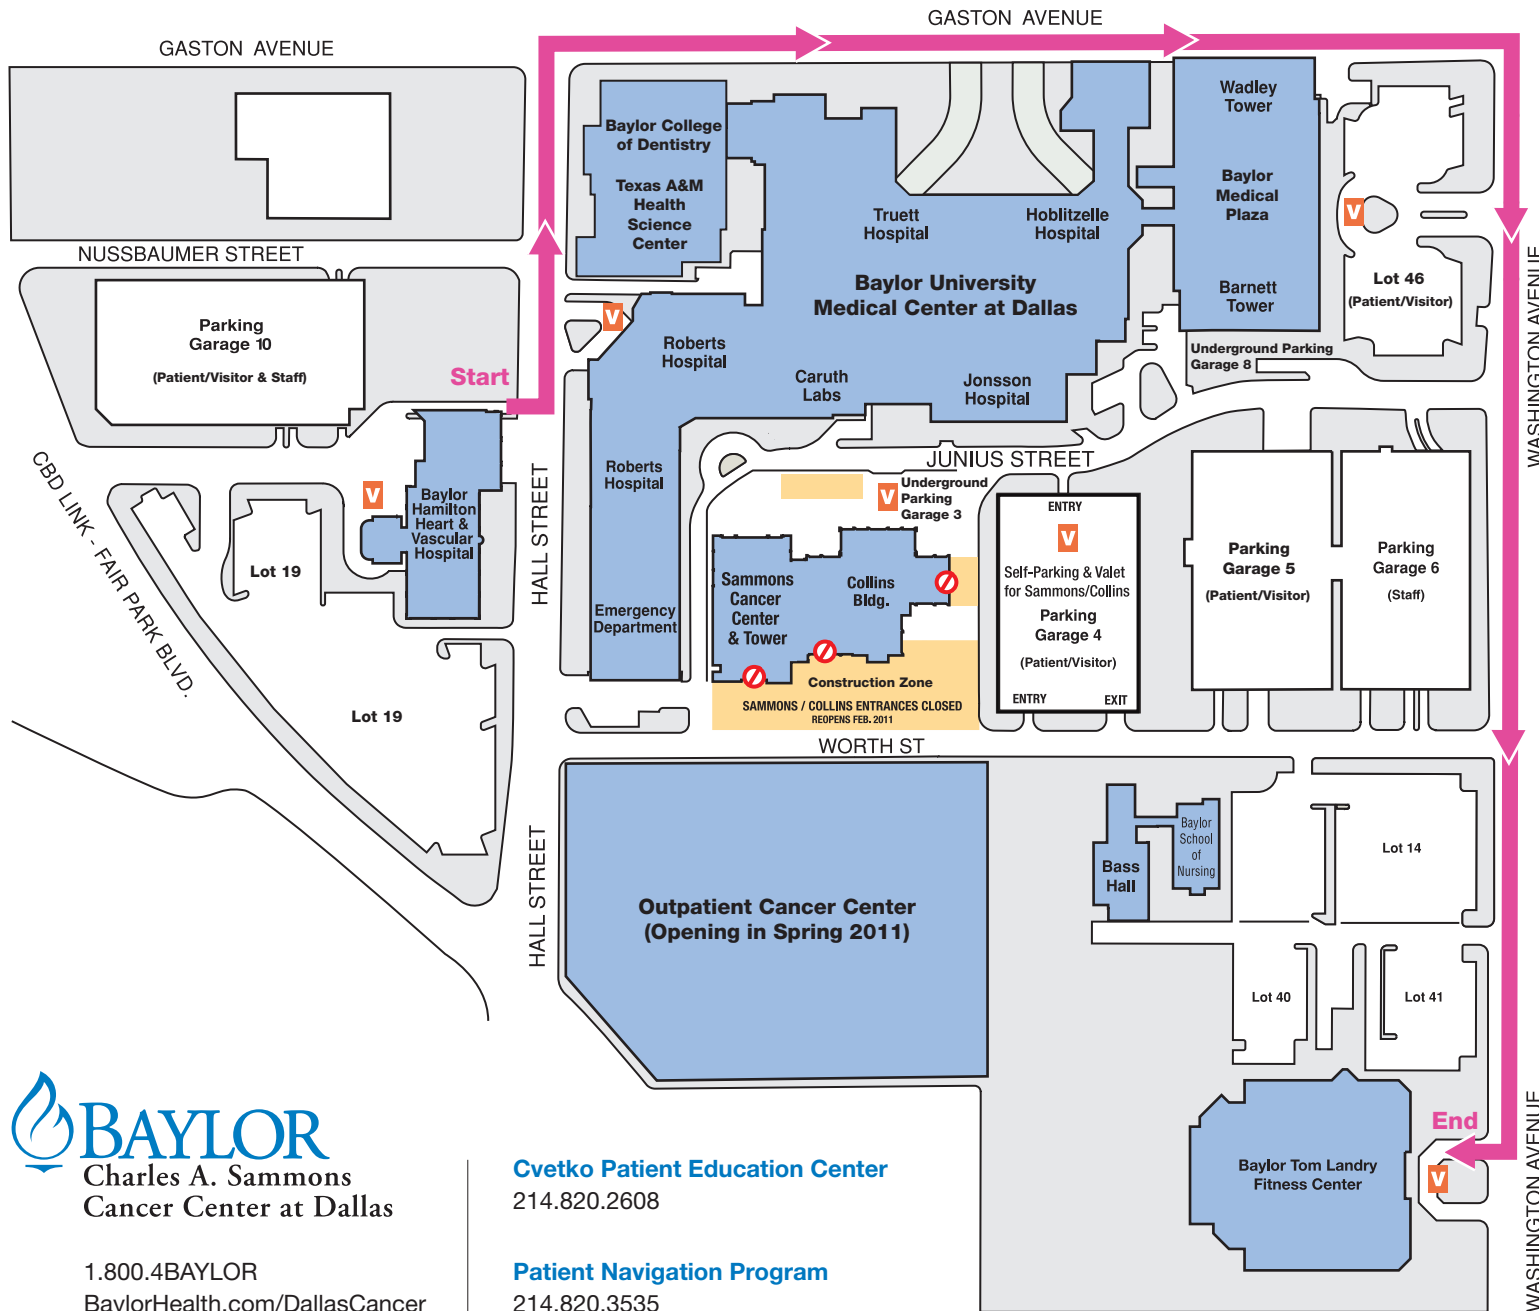 GASTON AVENUE
GASTON AVENUE
Baylor College
of Dentistry
Texas A&M
Health
Science
Center
Wadley
Tower
Baylor
Medical
Plaza
Barnett
Tower
V
Truett
Hospital
Hoblitzelle
Hospital
Baylor University
Medical Center at Dallas
NUSSBAUMER STREET
Parking
Garage 10
(Patient/Visitor & Staff)
V
Lot 46
(Patient/Visitor)
WASHINGTON AVENUE
Roberts
Hospital
Caruth
Labs
Jonsson
Hospital
Underground Parking
Garage 8
Start
CBD LINK - FAIR PARK BLVD.
V
Baylor
Hamilton
Heart &
Vascular
Hospital
Lot 19
HALL STREET
Roberts
Hospital
Emergency
Department
JUNIUS STREET
V
Underground
Parking
Garage 3
Sammons
Cancer
Center
& Tower
Collins
Bldg.
Construction Zone
SAMMONS / COLLINS ENTRANCES CLOSED
REOPENS FEB. 2011
ENTRY
V
Self-Parking & Valet
for Sammons/Collins
Parking
Garage 4
(Patient/Visitor)
ENTRY EXIT
Parking
Garage 5
(Patient/Visitor)
Parking
Garage 6
(Staff)
Lot 19
WORTH ST
HALL STREET
Outpatient Cancer Center
(Opening in Spring 2011)
Bass
Hall
Baylor
School
of
Nursing
Lot 14
Lot 40
Lot 41
End
V
Baylor Tom Landry
Fitness Center
WASHINGTON AVENUE
BAYLOR
Charles A. Sammons
Cancer Center at Dallas
1.800.4BAYLOR
BaylorHealth.com/DallasCancer
Cvetko Patient Education Center
214.820.2608
Patient Navigation Program
214.820.3535